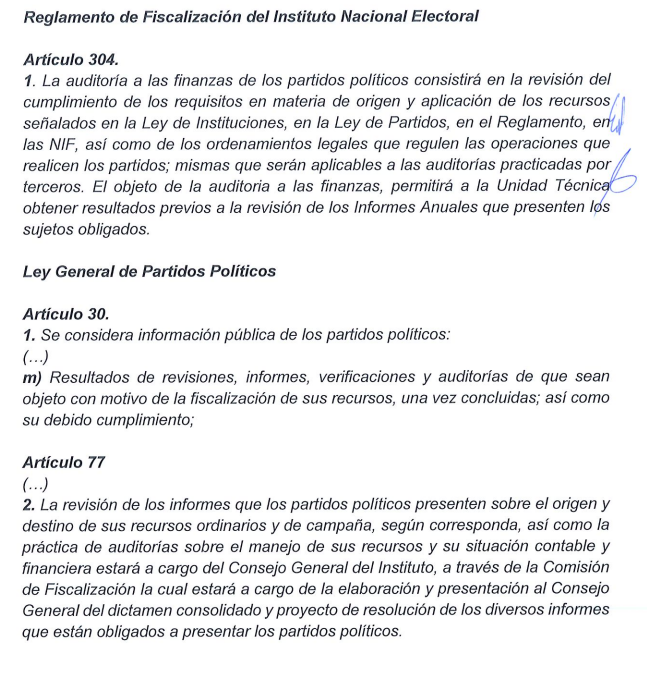 Reglamento de Fiscalización del Instituto Nacional Electoral
Artículo 304.
1. La auditoría a las finanzas de los partidos políticos consistirá en la revisión del
cumplimiento de los requisitos en materia de origen y aplicación de los recursos
señalados en la Ley de Instituciones, en la Ley de Partidos, en el Reglamento, en
las NIF, así como de los ordenamientos legales que regulen las operaciones que
realicen los partidos; mismas que serán aplicables a las auditorías practicadas por
terceros. El objeto de la auditoria a las finanzas, permitirá a la Unidad Técnica
obtener resultados previos a la revisión de los Informes Anuales que presenten los
sujetos obligados.
Ley General de Partidos Políticos
Artículo 30.
1. Se considera información pública de los partidos políticos:
(…)
m) Resultados de revisiones, informes, verificaciones y auditorías de que sean
objeto con motivo de la fiscalización de sus recursos, una vez concluidas; así como
su debido cumplimiento;
Artículo 77
(…)
2. La revisión de los informes que los partidos políticos presenten sobre el origen y
destino de sus recursos ordinarios y de campaña, según corresponda, así como la
práctica de auditorías sobre el manejo de sus recursos y su situación contable y
financiera estará a cargo del Consejo General del Instituto, a través de la Comisión
de Fiscalización la cual estará a cargo de la elaboración y presentación al Consejo
General del dictamen consolidado y proyecto de resolución de los diversos informes
que están obligados a presentar los partidos políticos.